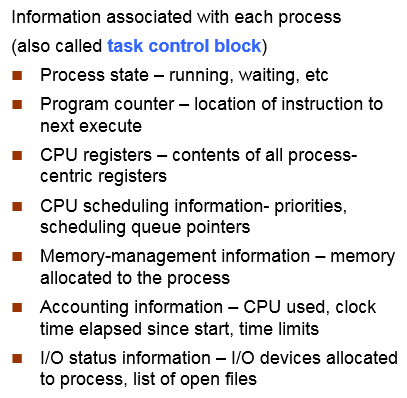 Information associated with each process
(also called task control block)
Process state – running, waiting, etc
Program counter – location of instruction to
next execute
CPU registers – contents of all process-
centric registers
CPU scheduling information- priorities,
scheduling queue pointers
Memory-management information – memory
allocated to the process
Accounting information – CPU used, clock
time elapsed since start, time limits
I/O status information – I/O devices allocated
to process, list of open files